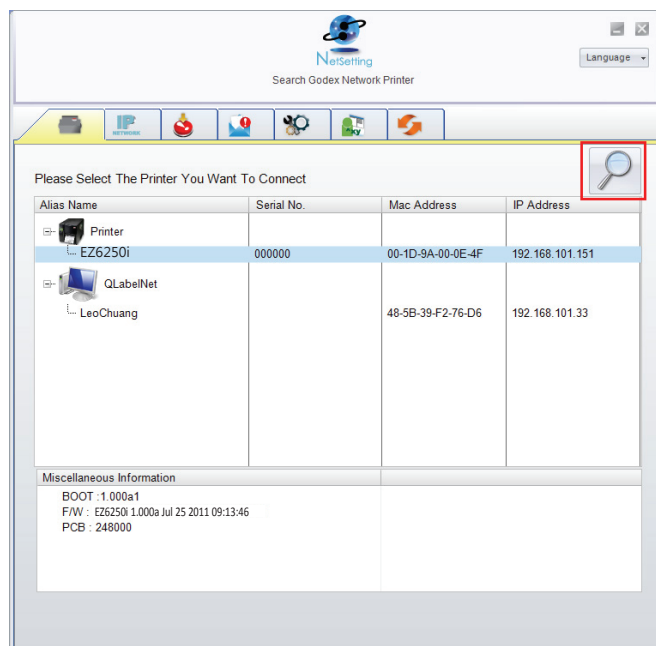 NetSetting
Language
Search Godex Network Printer
IP
NETWORK
^XY
Please Select The Printer You Want To Connect
Alias Name Serial No. Mac Address IP Address
Printer
EZ6250i 000000 00-1D-9A-00-0E-4F 192.168.101.151
QLabelNet
LeoChuang 48-5B-39-F2-76-D6 192.168.101.33
Miscellaneous Information
BOOT :1.000a1
F/W : EZ6250i 1.000a Jul 25 2011 09:13:46
PCB : 248000